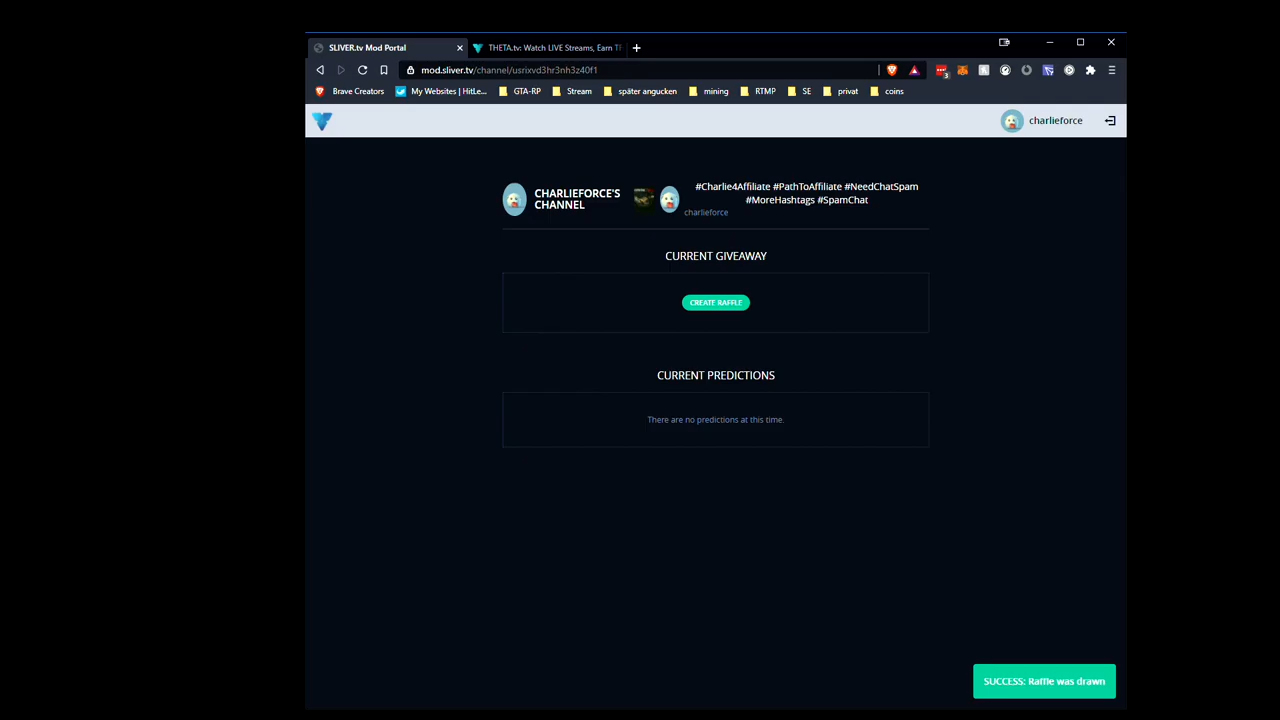 SLIVER.tv Mod Portal
THETA.tv: Watch LIVE Streams, Earn
mod.sliver.tv/channel/usrixvd3hr3nh3z40f1
3
Brave Creators
My Websites | HitLe...
GTA-RP
Stream
später angucken
mining
RTMP
SE
privat
coins
charlieforce
CHARLIEFORCE'S
CHANNEL
#Charlie4Affiliate #PathToAffiliate #NeedChatSpam
#MoreHashtags #SpamChat
charlieforce
CURRENT GIVEAWAY
CREATE RAFFLE
CURRENT PREDICTIONS
There are no predictions at this time.
SUCCESS: Raffle was drawn